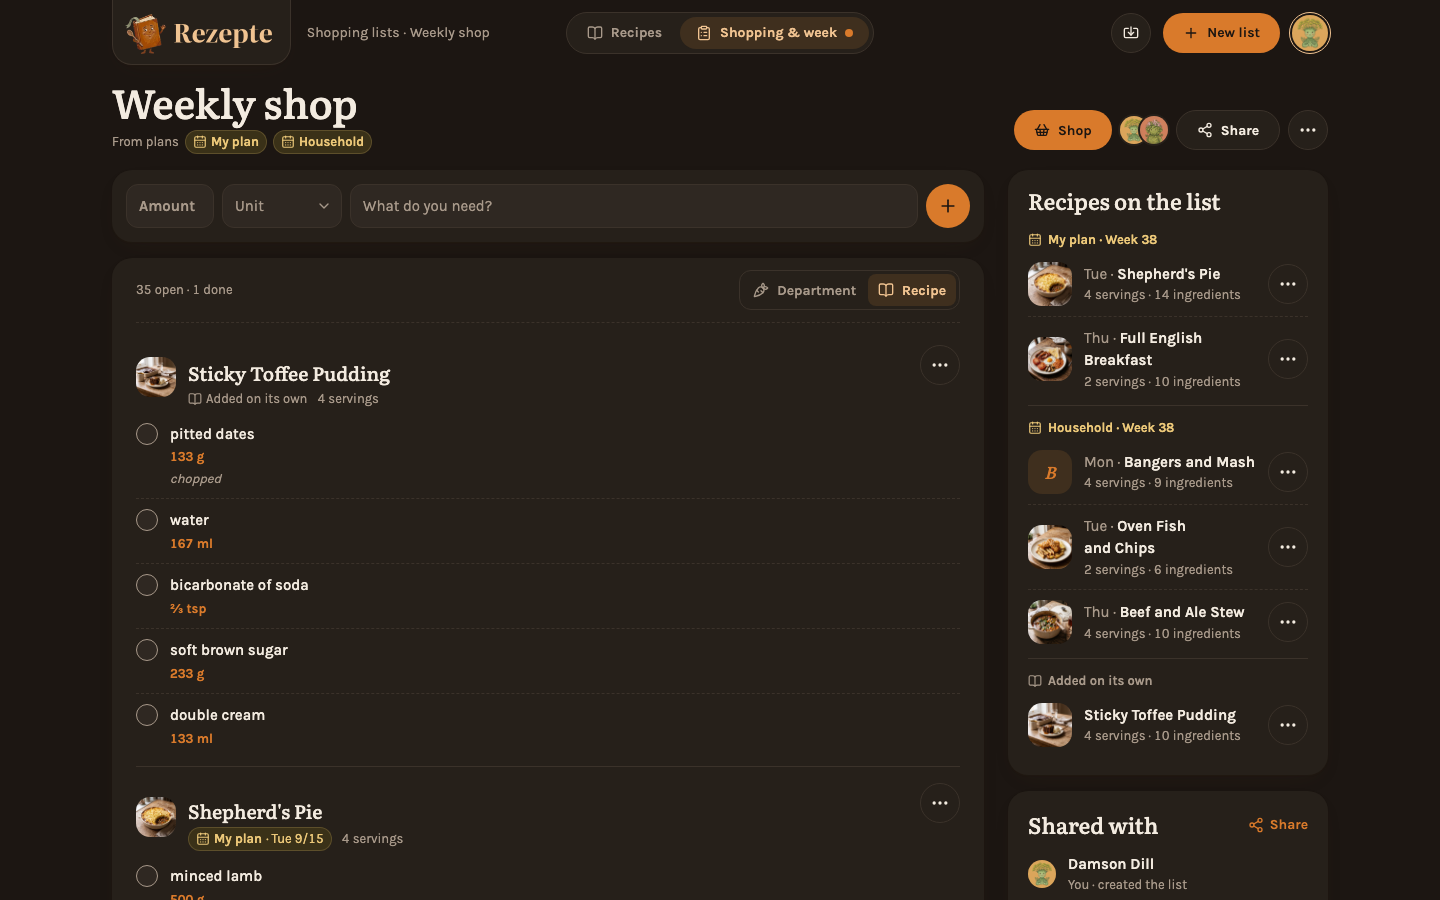 Rezepte
Shopping lists · Weekly shop
Recipes
Shopping & week
New list
Weekly shop
From plans
My plan
Household
Shop
Share
Amount
Unit
What do you need?
35 open · 1 done
Department
Recipe
Sticky Toffee Pudding
Added on its own 4 servings
pitted dates
133 g
chopped
water
167 ml
bicarbonate of soda
⅔ tsp
soft brown sugar
233 g
double cream
133 ml
Shepherd's Pie
My plan · Tue 9/15 4 servings
minced lamb
500 g
Recipes on the list
My plan · Week 38
Tue · Shepherd's Pie
4 servings · 14 ingredients
Thu · Full English
Breakfast
2 servings · 10 ingredients
Household · Week 38
B
Mon · Bangers and Mash
4 servings · 9 ingredients
Tue · Oven Fish
and Chips
2 servings · 6 ingredients
Thu · Beef and Ale Stew
4 servings · 10 ingredients
Added on its own
Sticky Toffee Pudding
4 servings · 10 ingredients
Shared with
Share
Damson Dill
You · created the list